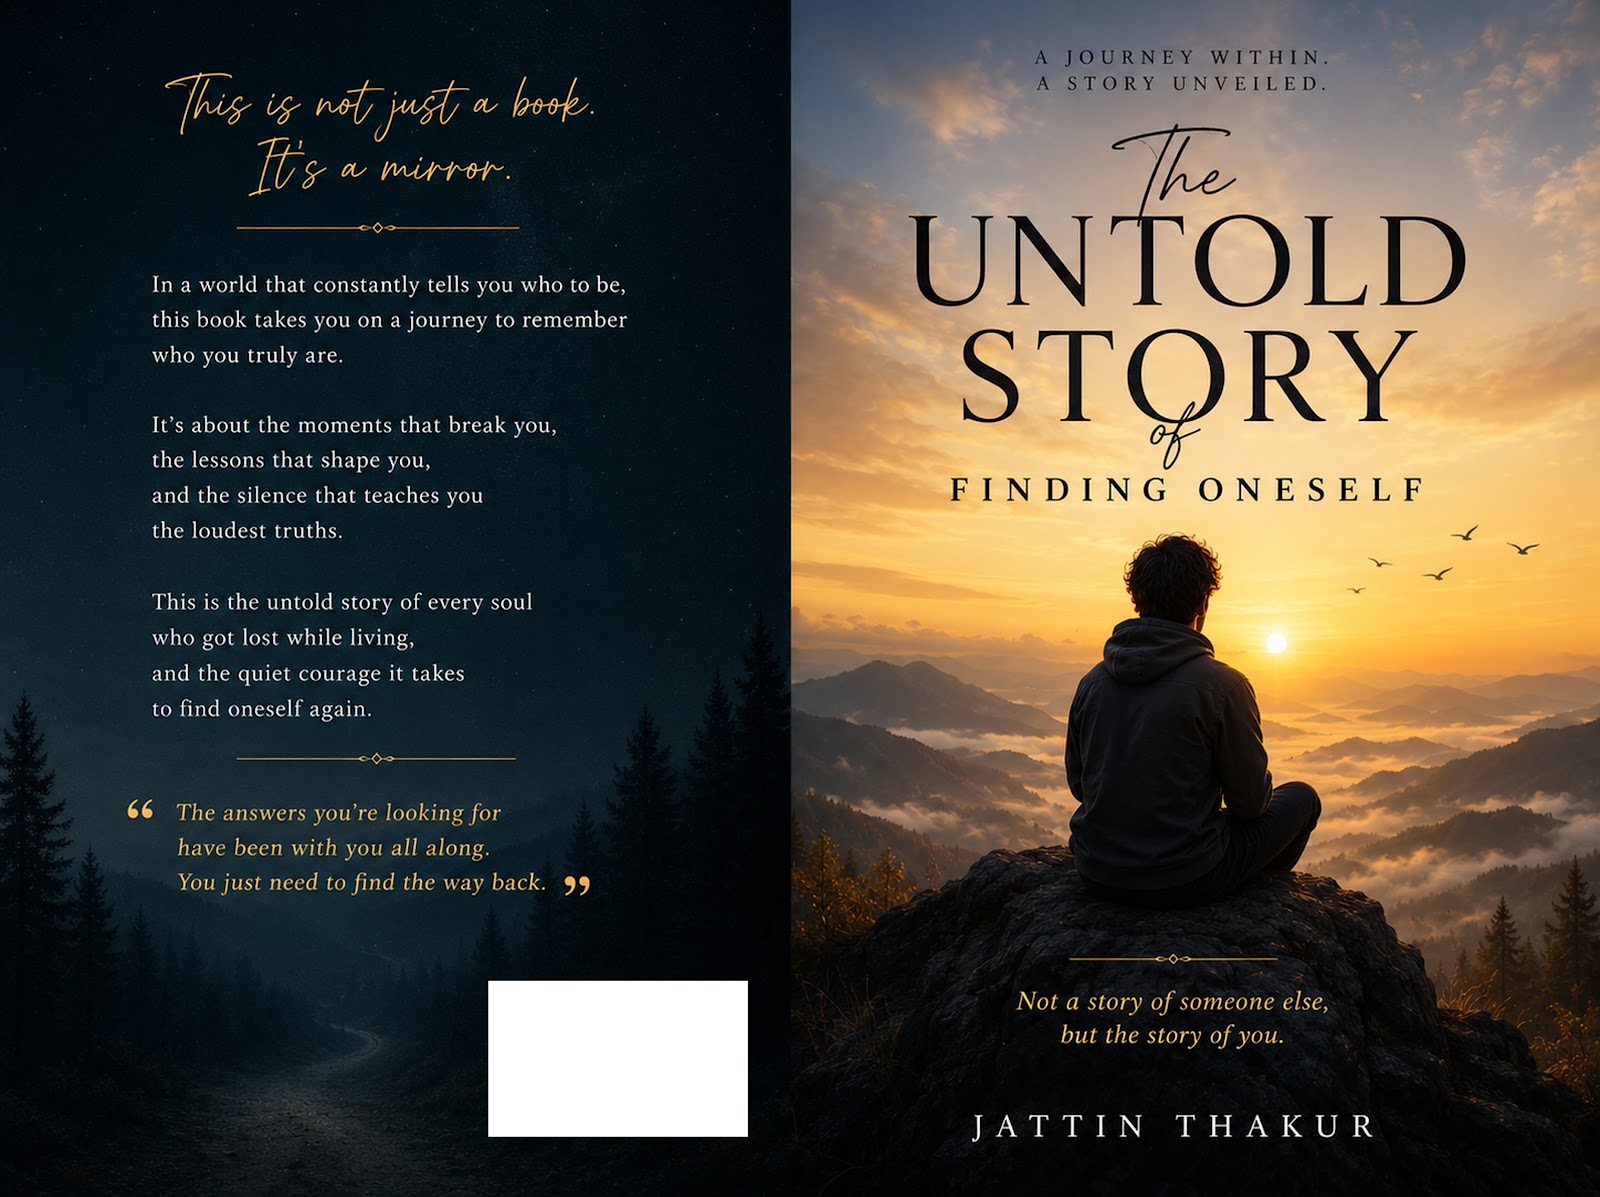 This is not just a book.
It's a mirror.
In a world that constantly tells you who to be,
this book takes you on a journey to remember
who you truly are.
It’s about the moments that break you,
the lessons that shape you,
and the silence that teaches you
the loudest truths.
This is the untold story of every soul
who got lost while living,
and the quiet courage it takes
to find oneself again.
“ The answers you’re looking for
have been with you all along.
You just need to find the way back. ”
A JOURNEY WITHIN.
A STORY UNVEILED.
The
UNTOLD
STORY
of
FINDING ONESELF
Not a story of someone else,
but the story of you.
JATTIN THAKUR